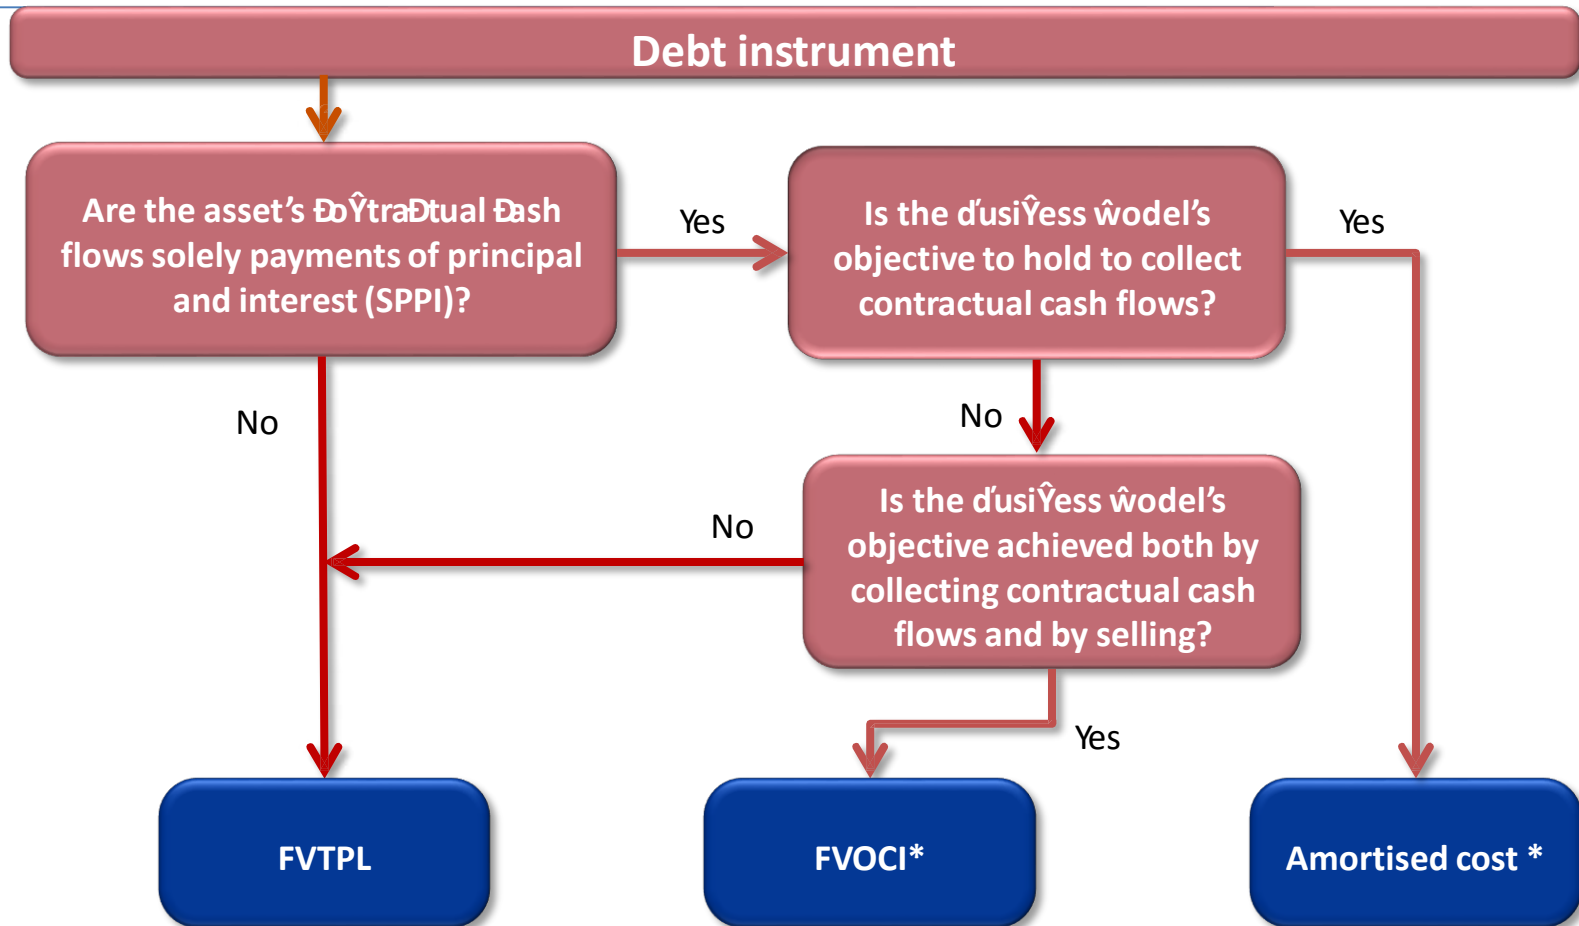 Debt instrument
Are the asset's ĐoŶtraĐtual Đash
flows solely payments of principal
and interest (SPPI)?
Yes
Is the ďusiŶess ŵodel's
objective to hold to collect
contractual cash flows?
Yes
No
No
Is the ďusiŶess ŵodel's
objective achieved both by
collecting contractual cash
flows and by selling?
No
Yes
FVTPL
FVOCI*
Amortised cost *